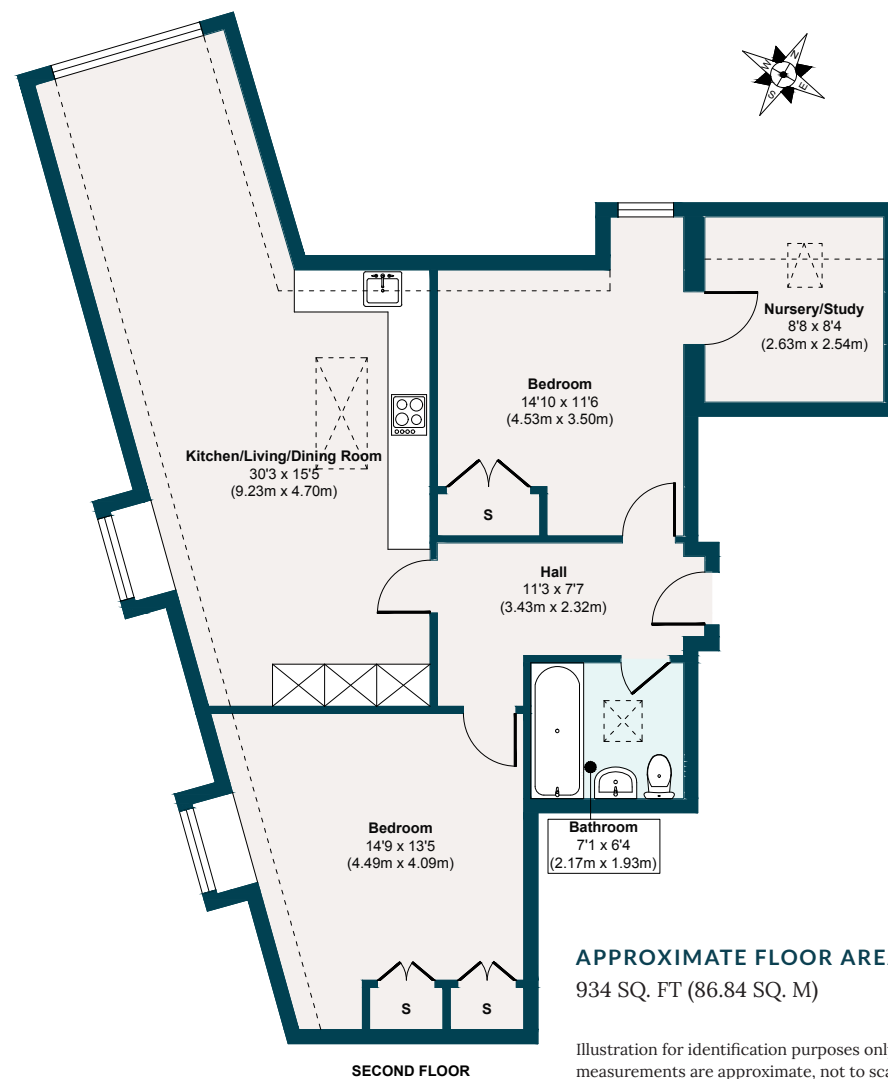 N
W
E
S
Nursery/Study
8'8 x 8'4
(2.63m x 2.54m)
Bedroom
14'10 x 11'6
(4.53m x 3.50m)
Kitchen/Living/Dining Room
30'3 x 15'5
(9.23m x 4.70m)
S
Hall
11'3 x 7'7
(3.43m x 2.32m)
Bedroom
14'9 x 13'5
(4.49m x 4.09m)
Bathroom
7'1 x 6'4
(2.17m x 1.93m)
S
S
SECOND FLOOR
APPROXIMATE FLOOR AREA
934 SQ. FT (86.84 SQ. M)
Illustration for identification purposes only
measurements are approximate, not to sca